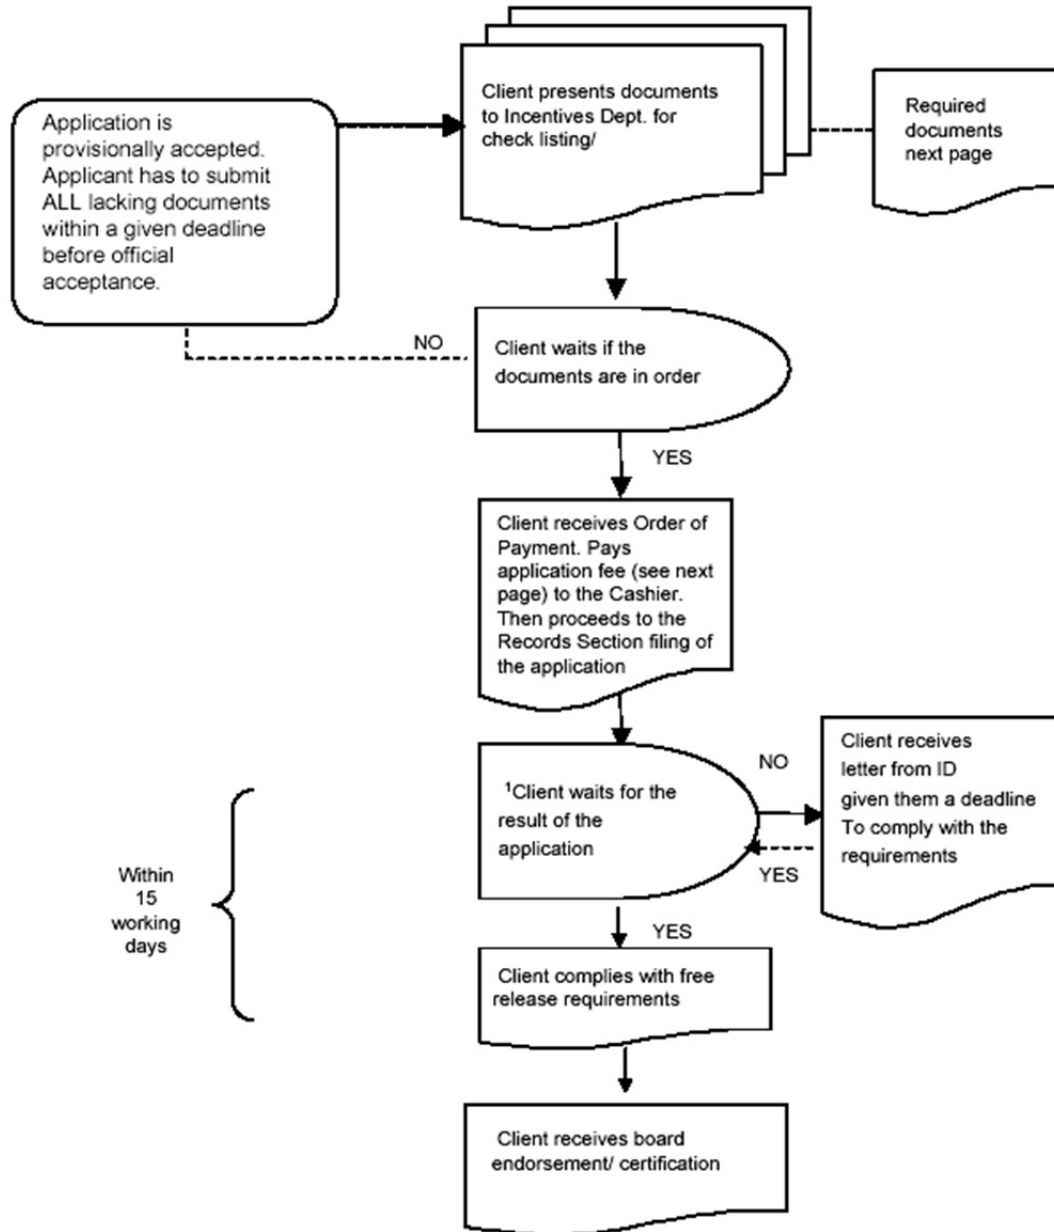 Client presents documents
to Incentives Dept. for
check listing/
Required
documents
next page
Application is
provisionally accepted.
Applicant has to submit
ALL lacking documents
within a given deadline
before official
acceptance.
NO
Client waits if the
documents are in order
YES
Client receives Order of
Payment. Pays
application fee (see next
page) to the Cashier.
Then proceeds to the
Records Section filing of
the application
¹Client waits for the
result of the
application
NO
YES
Client receives
letter from ID
given them a deadline
To comply with the
requirements
Within
15
working
days
YES
Client complies with free
release requirements
Client receives board
endorsement/ certification